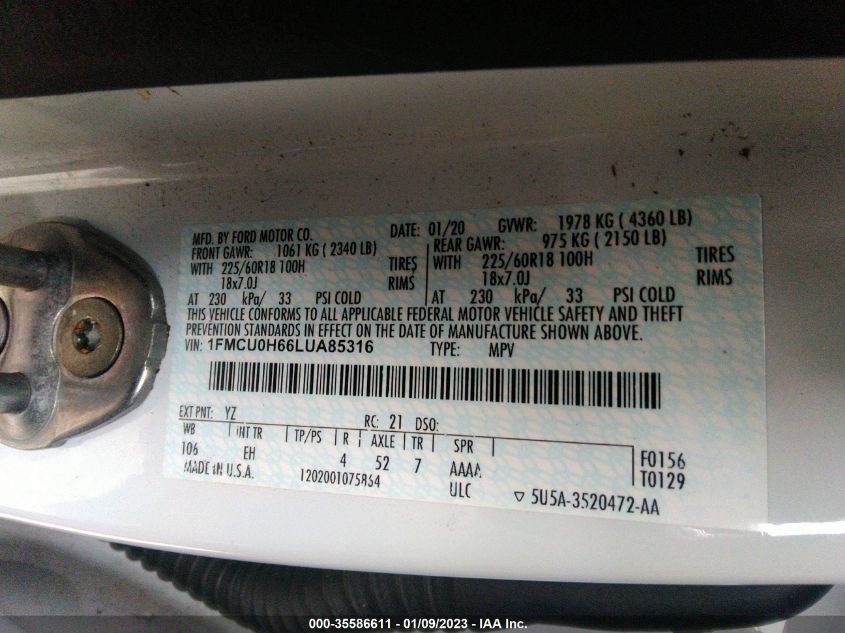 MFD. BY FORD MOTOR CO. DATE: 01/20 GVWR: 1978 KG ( 4360 LB)
FRONT GAWR: 1061 KG ( 2340 LB) REAR GAWR: 975 KG ( 2150 LB)
WITH 225/60R18 100H TIRES WITH 225/60R18 100H TIRES
18x7.0J RIMS 18x7.0J RIMS
AT 230 kPa/ 33 PSI COLD AT 230 kPa/ 33 PSI COLD
THIS VEHICLE CONFORMS TO ALL APPLICABLE FEDERAL MOTOR VEHICLE SAFETY AND THEFT
PREVENTION STANDARDS IN EFFECT ON THE DATE OF MANUFACTURE SHOWN ABOVE.
VIN: 1FMCU0H66LUA85316 TYPE: MPV
EXT PNT: YZ RC: 21 DSO:
WB INT TR TP/PS R AXLE TR SPR
106 EH 4 52 7 AAAA F0156
MADE IN U.S.A. 1202001075864 ULC T0129
▽ 5U5A-3520472-AA
000-35586611 - 01/09/2023 - IAA Inc.